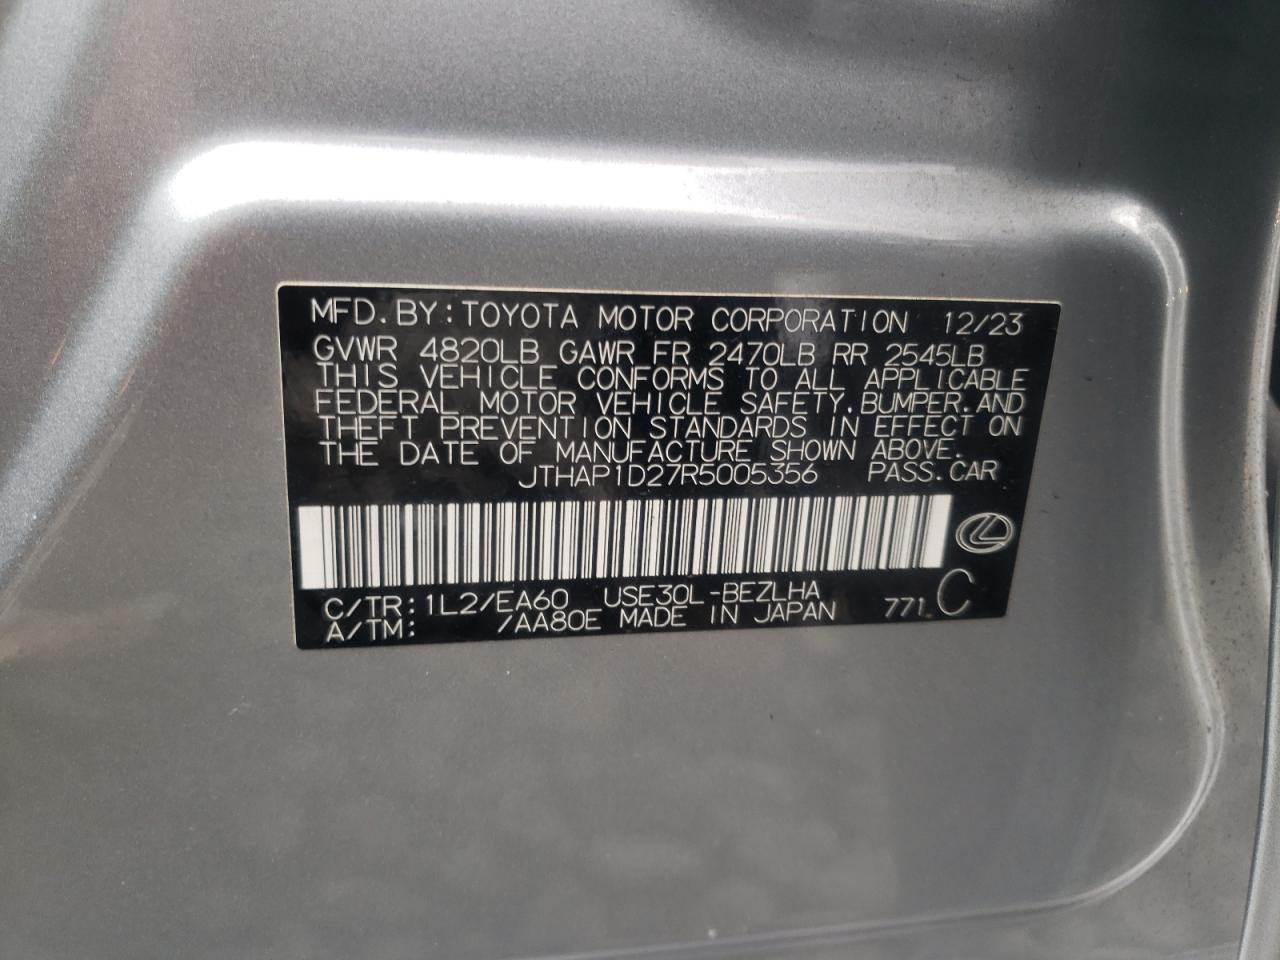 MFD.BY:TOYOTA MOTOR CORPORATION 12/23
GVWR 4820LB GAWR FR 2470LB RR 2545LB
THIS VEHICLE CONFORMS TO ALL APPLICABLE
FEDERAL MOTOR VEHICLE SAFETY,BUMPER,AND
THEFT PREVENTION STANDARDS IN EFFECT ON
THE DATE OF MANUFACTURE SHOWN ABOVE.
JTHAP1D27R5005356 PASS.CAR
C/TR:1L2/EA60 USE30L-BEZLHA
A/TM: /AA80E MADE IN JAPAN 771 C